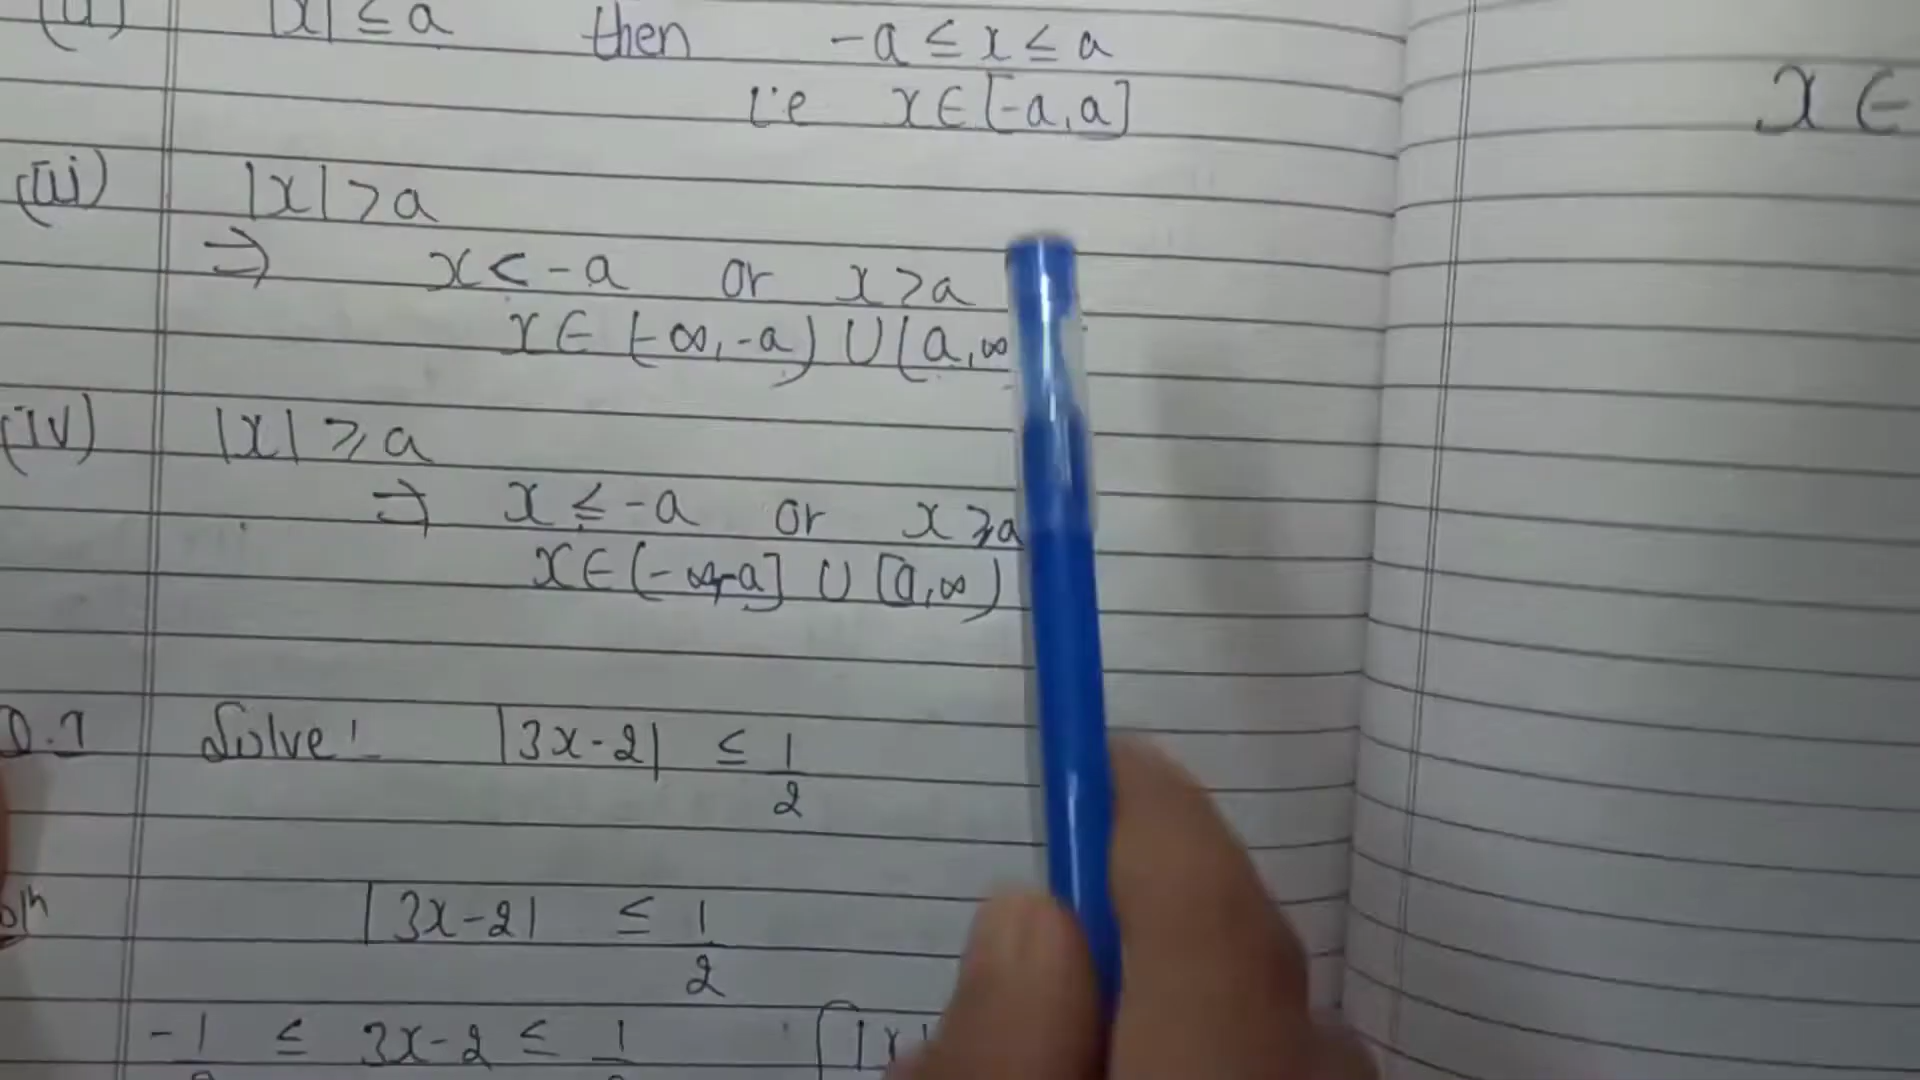 |x| ≤ a then -a ≤ x ≤ a
i.e x∈[-a,a]
x ∈
(iii) |x| > a
⇒ x < -a or x > a
x ∈ (-∞,-a) ∪ (a,∞
(iv) |x| ⩾ a
⇒ x ≤ -a or x ⩾ a
x∈(-∞,-a] ∪ [a,∞)
Q.1 Solve: |3x-2| ≤ 1/2
|3x-2| ≤ 1/2
-1 ≤ 3x-2 ≤ 1